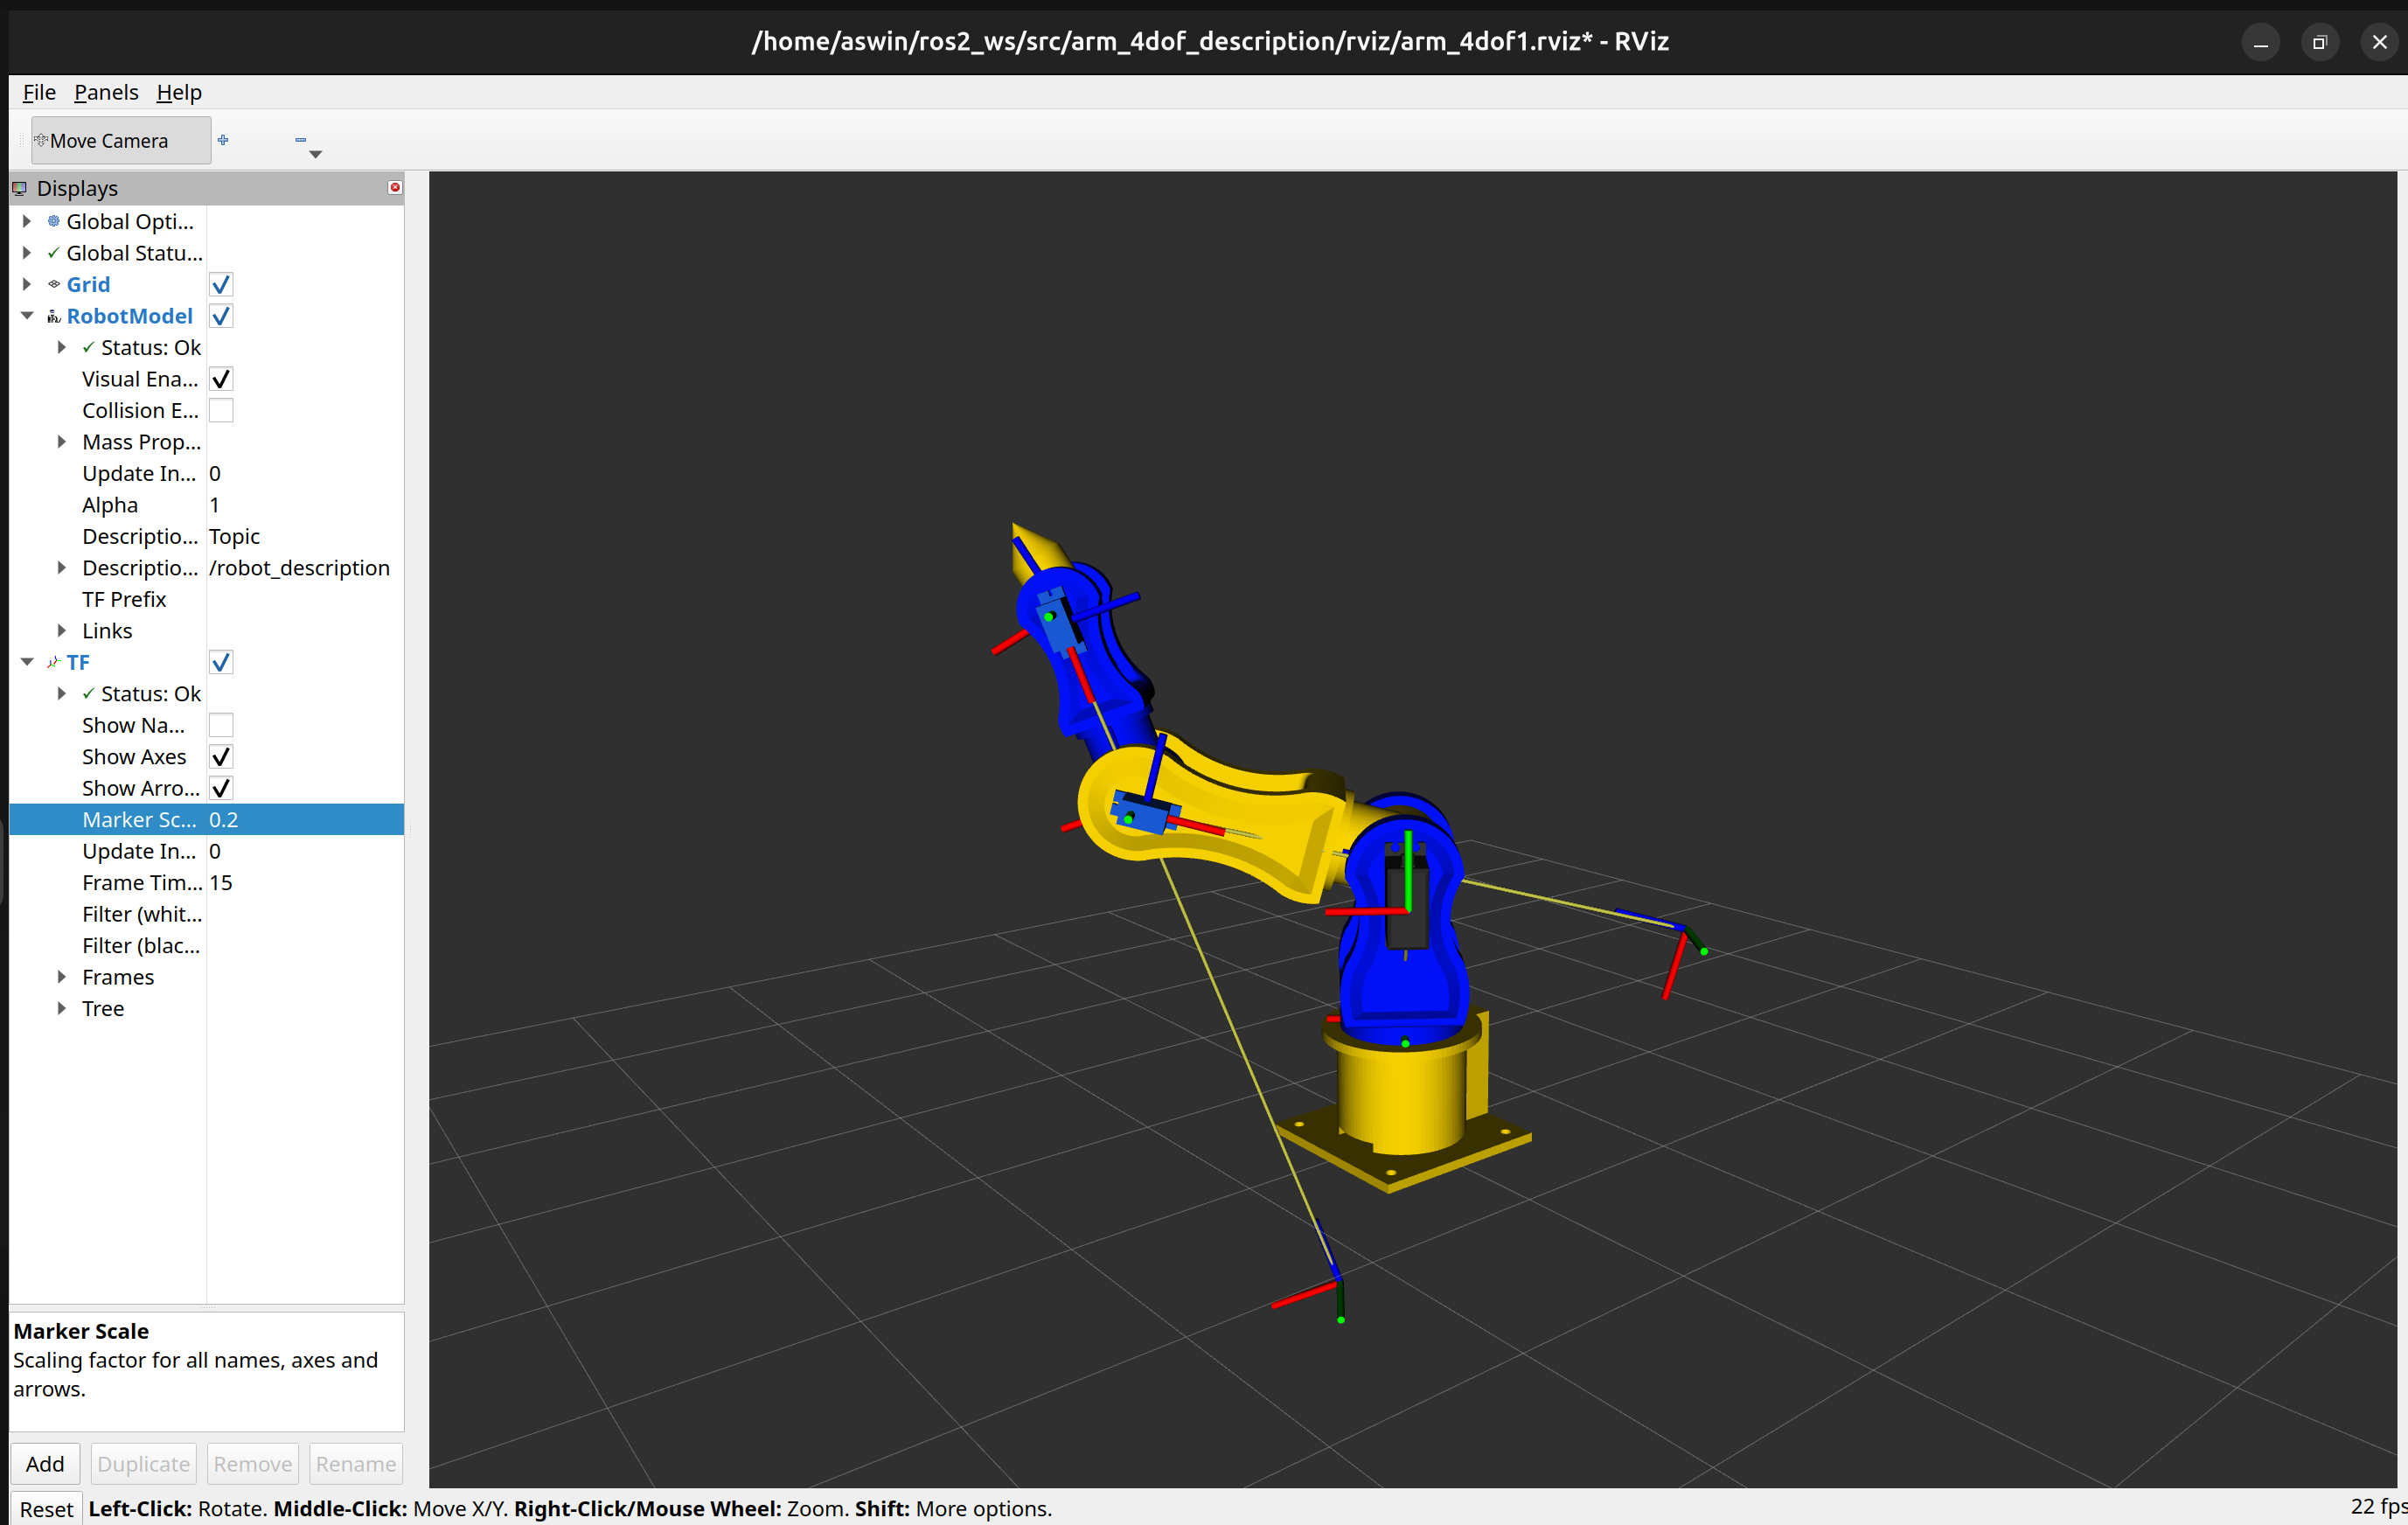 /home/aswin/ros2_ws/src/arm_4dof_description/rviz/arm_4dof1.rviz* - RViz
File Panels Help
Move Camera
Displays
Global Opti...
Global Statu...
Grid
RobotModel
Status: Ok
Visual Ena...
Collision E...
Mass Prop...
Update In... 0
Alpha 1
Descriptio... Topic
Descriptio... /robot_description
TF Prefix
Links
TF
Status: Ok
Show Na...
Show Axes
Show Arro...
Marker Sc... 0.2
Update In... 0
Frame Tim... 15
Filter (whit...
Filter (blac...
Frames
Tree
Marker Scale
Scaling factor for all names, axes and
arrows.
Add Duplicate Remove Rename
Reset Left-Click: Rotate. Middle-Click: Move X/Y. Right-Click/Mouse Wheel: Zoom. Shift: More options. 22 fps